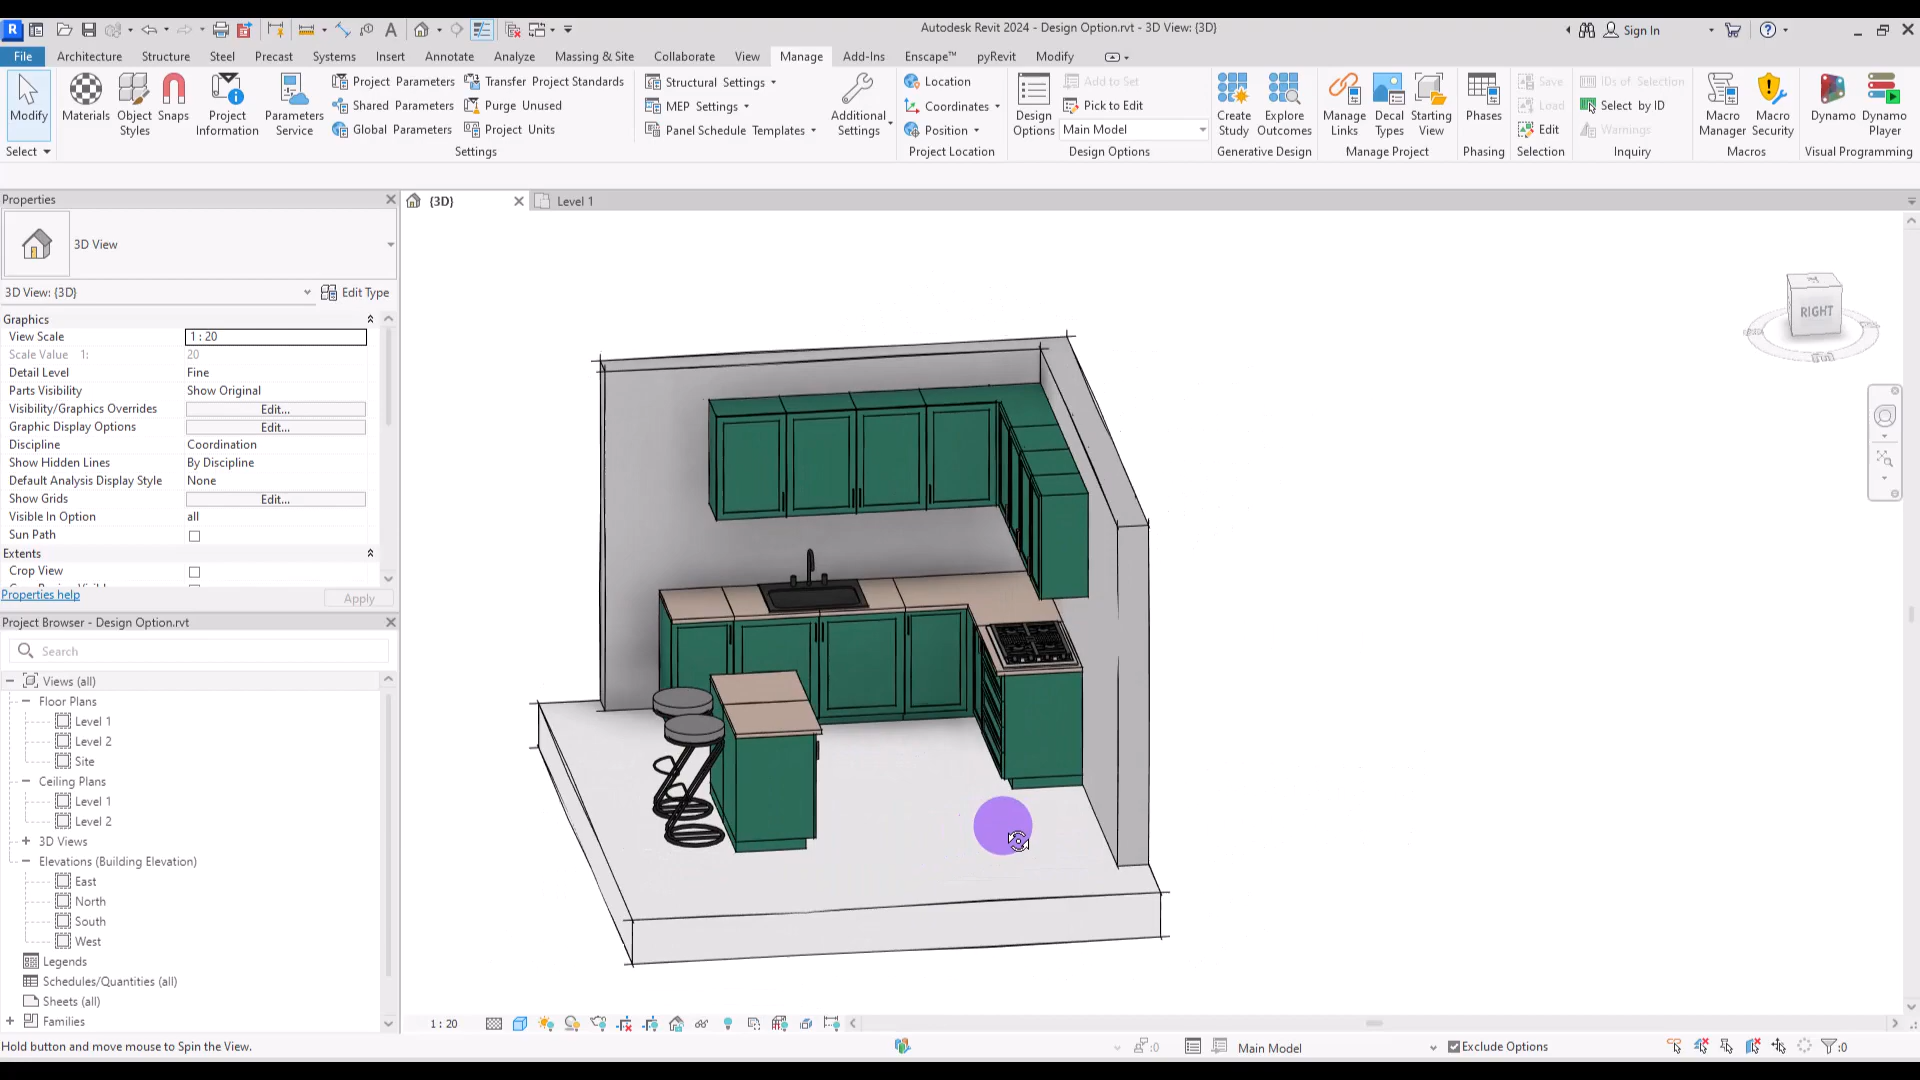 Autodesk Revit 2024 - Design Option.rvt - 3D View: {3D}
Sign In
File Architecture Structure Steel Precast Systems Insert Annotate Analyze Massing & Site Collaborate View Manage Add-Ins Enscape™ pyRevit Modify
Modify
Select
Materials
Object Styles
Snaps
Project Information
Parameters Service
Project Parameters
Shared Parameters
Global Parameters
Transfer Project Standards
Purge Unused
Project Units
Settings
Structural Settings
MEP Settings
Panel Schedule Templates
Additional Settings
Location
Coordinates
Position
Project Location
Design Options
Add to Set
Pick to Edit
Main Model
Design Options
Create Study
Explore Outcomes
Generative Design
Manage Links
Decal Types
Starting View
Manage Project
Phases
Phasing
Save
Load
Edit
Selection
IDs of Selection
Select by ID
Warnings
Inquiry
Macro Manager
Macro Security
Macros
Dynamo
Dynamo Player
Visual Programming
Properties
3D View
3D View: {3D}
Edit Type
Graphics
View Scale 1 : 20
Scale Value 1: 20
Detail Level Fine
Parts Visibility Show Original
Visibility/Graphics Overrides Edit...
Graphic Display Options Edit...
Discipline Coordination
Show Hidden Lines By Discipline
Default Analysis Display Style None
Show Grids Edit...
Visible In Option all
Sun Path
Extents
Crop View
Properties help
Apply
Project Browser - Design Option.rvt
Search
Views (all)
Floor Plans
Level 1
Level 2
Site
Ceiling Plans
Level 1
Level 2
3D Views
Elevations (Building Elevation)
East
North
South
West
Legends
Schedules/Quantities (all)
Sheets (all)
Families
{3D}
Level 1
RIGHT
1 : 20
Hold button and move mouse to Spin the View.
:0
Main Model
Exclude Options
:0